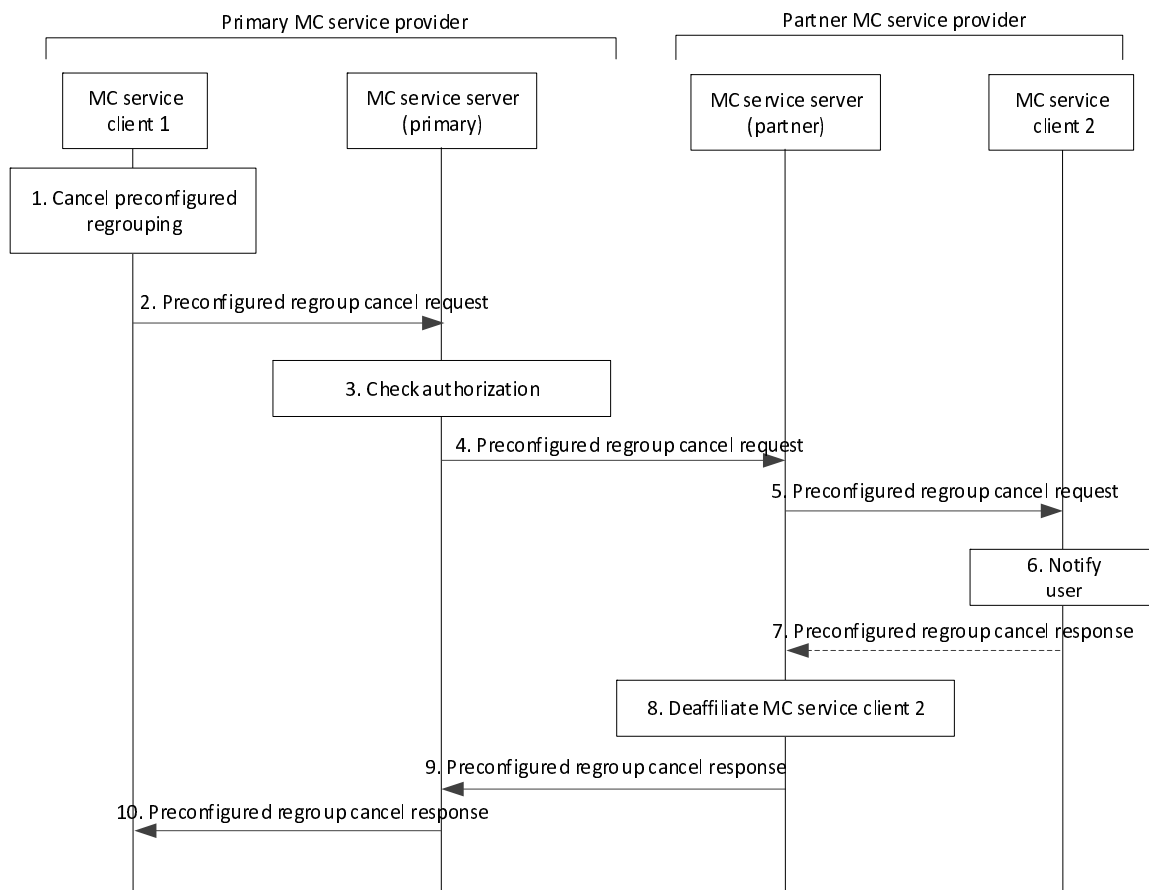 Primary MC service provider
Partner MC service provider
MC service
client 1
MC service server
(primary)
MC service server
(partner)
MC service
client 2
1. Cancel preconfigured
regrouping
2. Preconfigured regroup cancel request
3. Check authorization
4. Preconfigured regroup cancel request
5. Preconfigured regroup cancel request
6. Notify
user
7. Preconfigured regroup cancel response
8. Deaffiliate MC service client 2
9. Preconfigured regroup cancel response
10. Preconfigured regroup cancel response